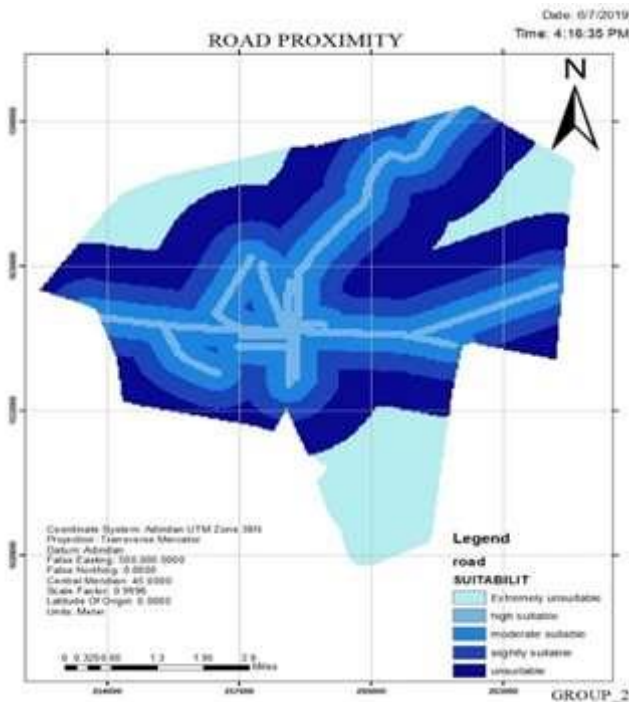 Date: 6/7/2019
Time: 4:16:35 PM
ROAD PROXIMITY
N
Coordinate System: Adindan UTM Zone 38N
Projection: Transverse Mercator
Datum: Adindan
False Easting: 500,000.0000
False Northing: 0.0000
Central Meridian: 45.0000
Scale Factor: 0.9996
Latitude Of Origin: 0.0000
Units: Meter
Miles
Legend
road
SUITABILIT
Extremely unsuitable
high suitable
moderate suitable
slightly suitable
unsuitable
GROUP_2